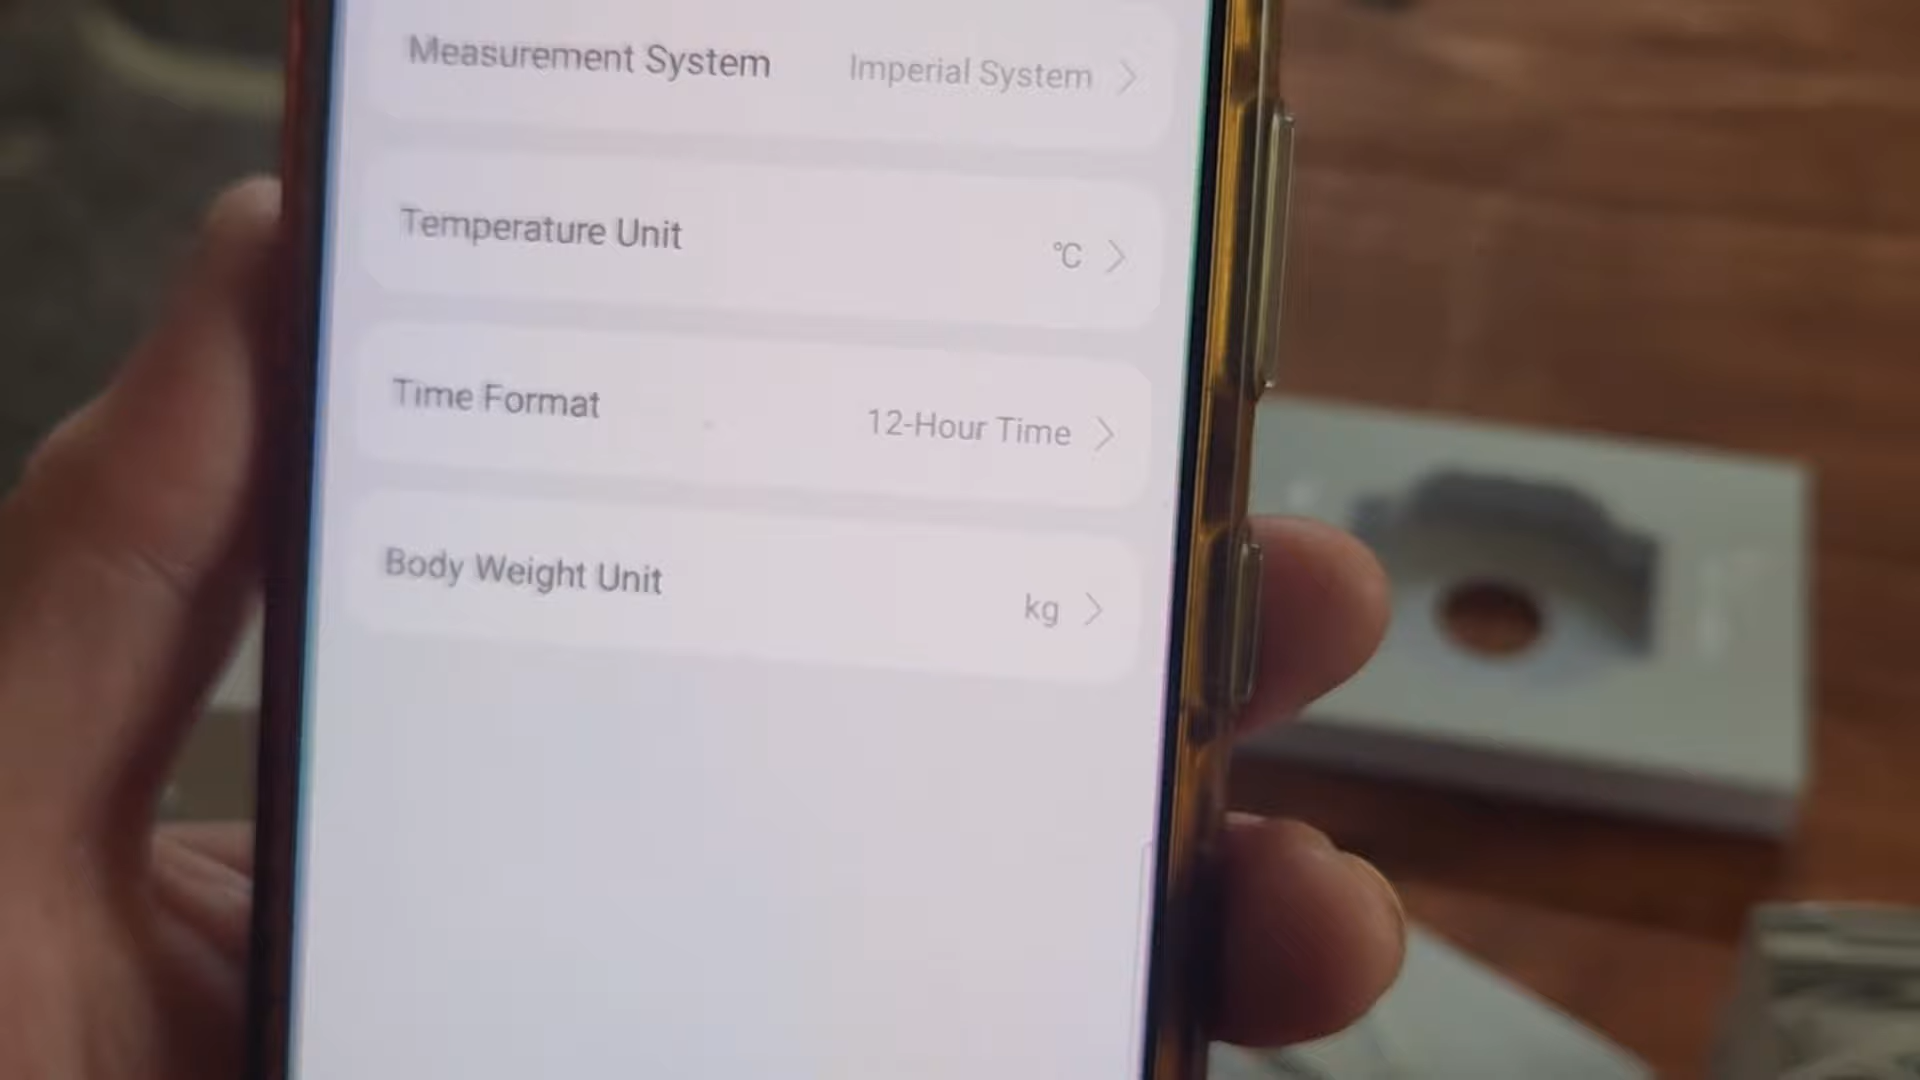 Measurement System Imperial System
Temperature Unit °C
Time Format 12-Hour Time
Body Weight Unit kg